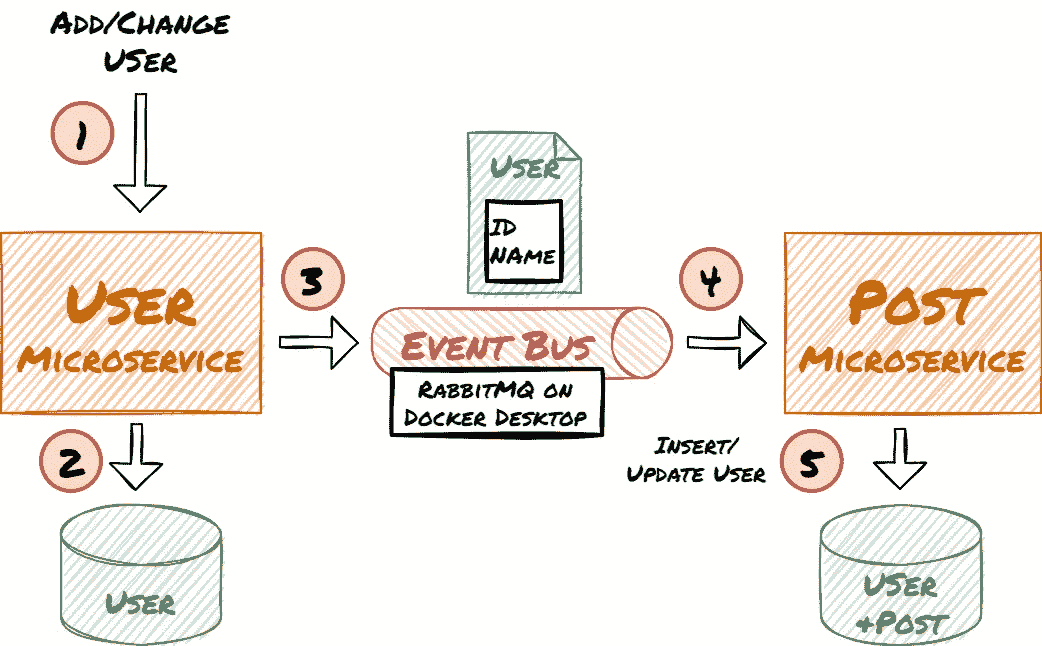 Add/Change
User
1
User
ID
Name
3
4
User
Microservice
Event Bus
RabbitMQ on
Docker Desktop
Post
Microservice
2
Insert/
Update User
5
User
User
+Post